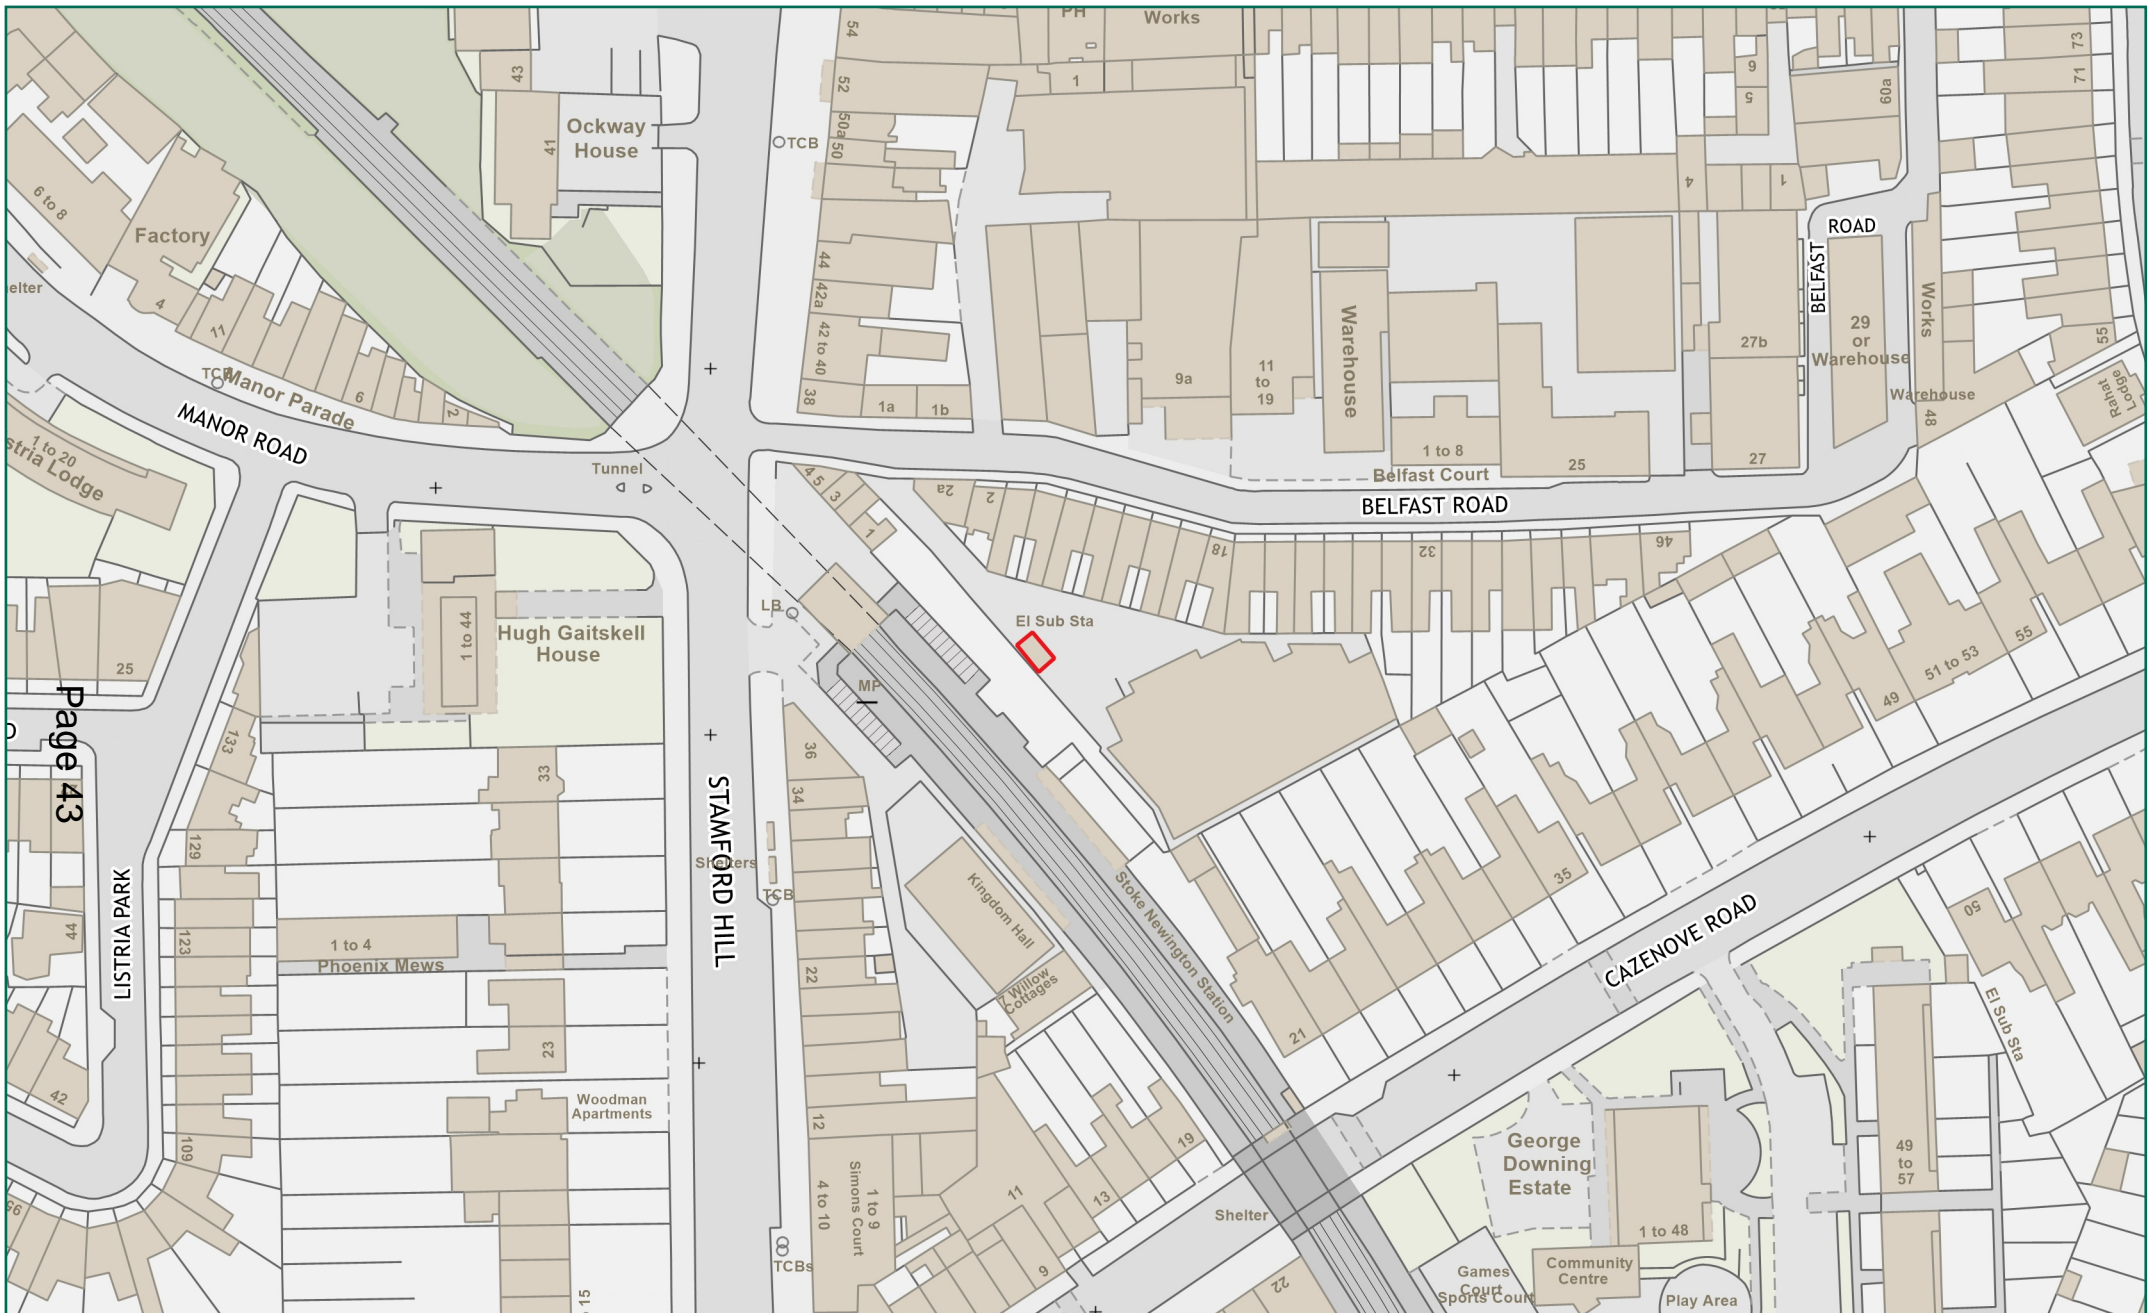 54
PH
Works
52
43
1
6
5
60a
73
71
Ockway
House
41
50a
50
TCB
6 to 8
Factory
4
1
ROAD
BELFAST
elter
4
11
44
42a
42 to 40
38
1a
1b
9a
11
to
19
Warehouse
27b
29
or
Warehouse
Works
55
Rahat
Lodge
TCB
Manor Parade
6
2
MANOR ROAD
Warehouse
48
1 to 20
stria Lodge
Tunnel
1 to 8
Belfast Court
25
27
BELFAST ROAD
4 5
3
1
2a
2
18
32
46
El Sub Sta
LB
MP
Hugh Gaitskell
House
1 to 44
25
133
Page 43
33
36
34
STAMFORD HILL
Shelters
TCB
55
51 to 53
49
35
129
123
LISTRIA PARK
44
42
1 to 4
Phoenix Mews
22
Kingdom Hall
7 Willow
Cottages
Stoke Newington Station
21
CAZENOVE ROAD
50
El Sub Sta
23
Woodman
Apartments
12
109
4 to 10
Simons Court
1 to 9
11
13
19
9
Shelter
George
Downing
Estate
49
to
57
1 to 48
Community
Centre
Games
Court
Sports Court
Play Area
TCBs
15
22
95